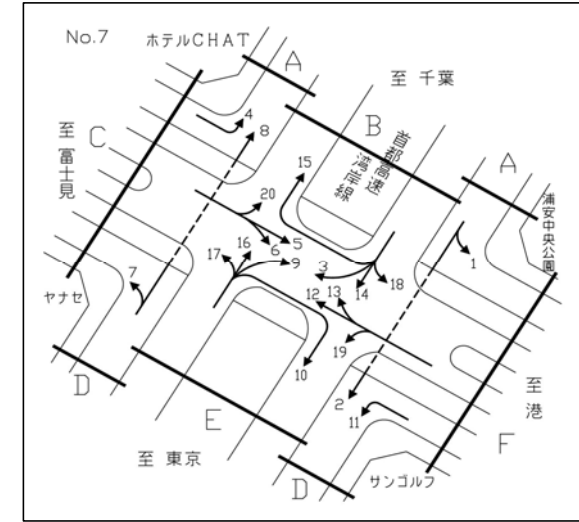 No.7
ホテルCHAT
A
至 千葉
B
首都高速
湾岸線
A
浦安中央公園
C
至 富士見
4
8
15
20
5
6
16
17
9
3
18
14
1
7
12
13
19
10
2
11
ヤナセ
D
E
至 東京
D
サンゴルフ
F
至 港